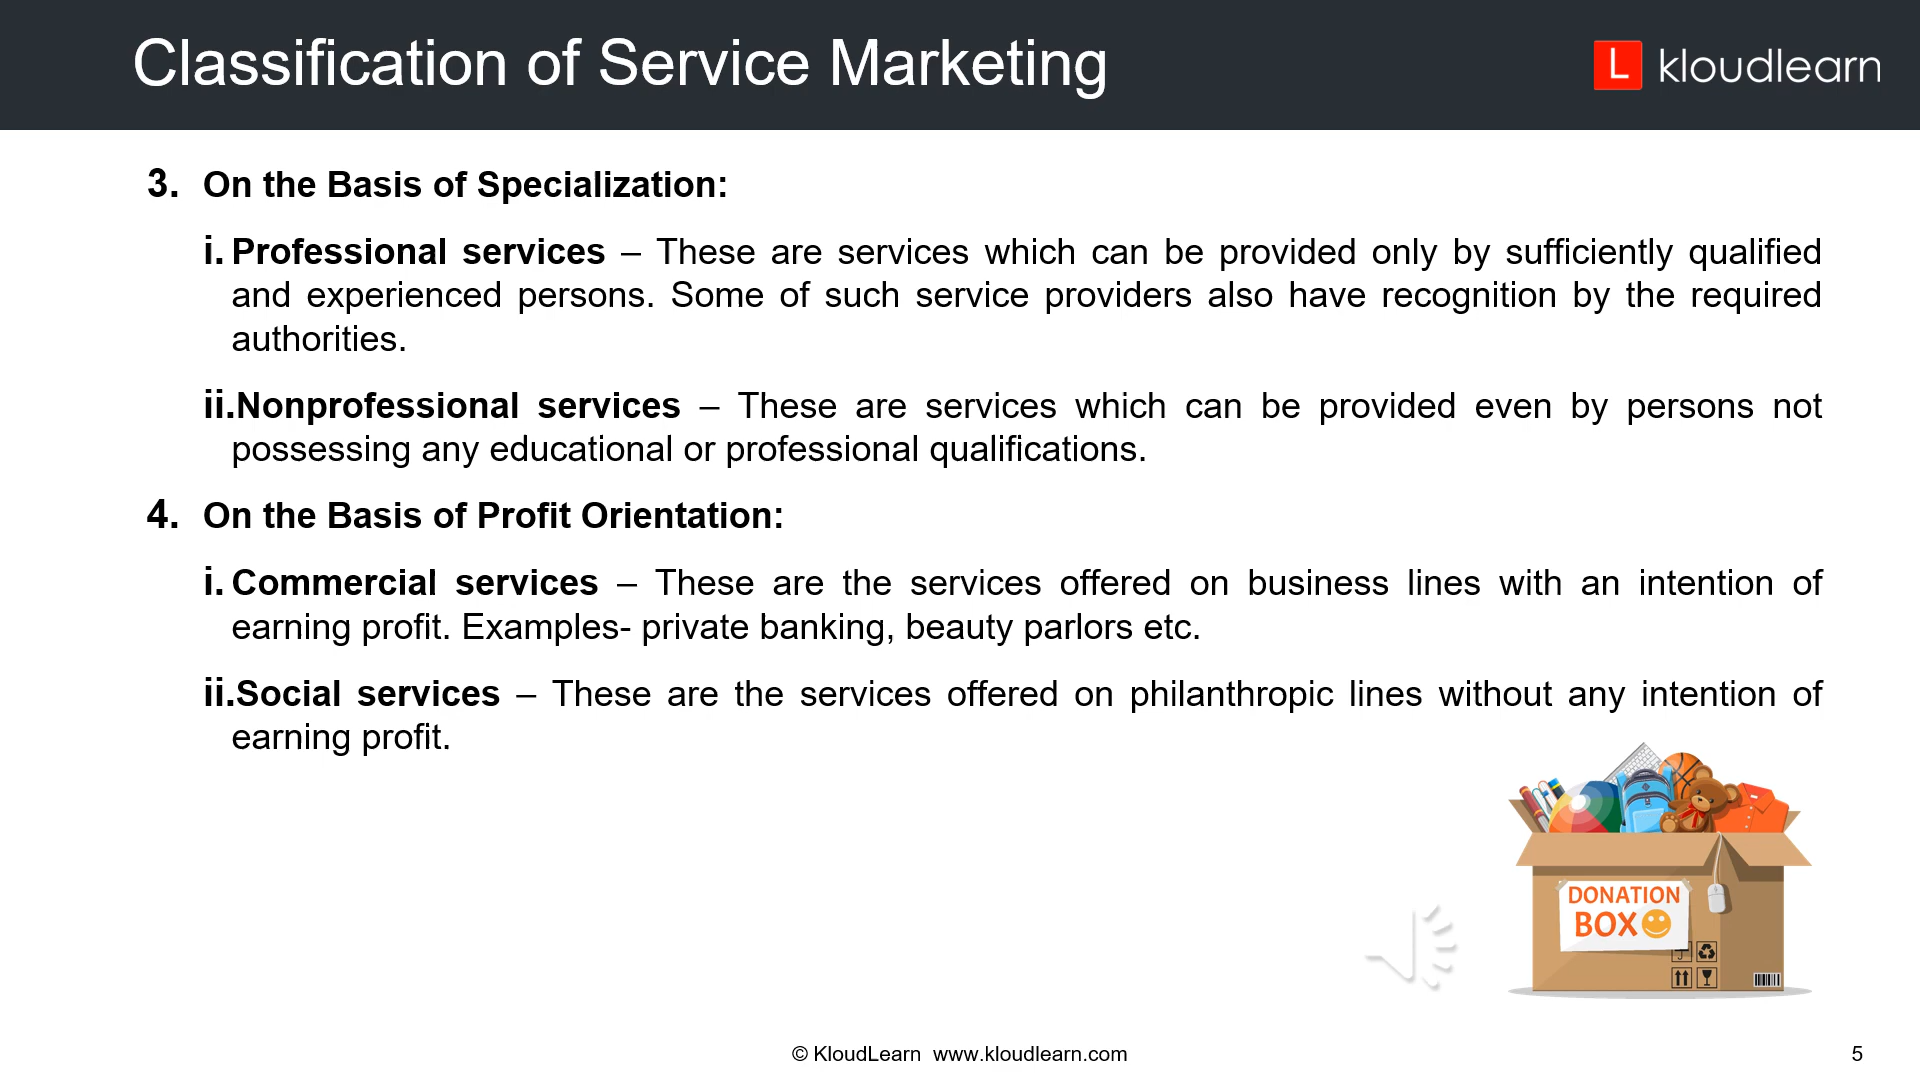 Classification of Service Marketing
L kloudlearn
3. On the Basis of Specialization:
i. Professional services – These are services which can be provided only by sufficiently qualified
and experienced persons. Some of such service providers also have recognition by the required
authorities.
ii.Nonprofessional services – These are services which can be provided even by persons not
possessing any educational or professional qualifications.
4. On the Basis of Profit Orientation:
i. Commercial services – These are the services offered on business lines with an intention of
earning profit. Examples- private banking, beauty parlors etc.
ii.Social services – These are the services offered on philanthropic lines without any intention of
earning profit.
DONATION
BOX
© KloudLearn www.kloudlearn.com
5